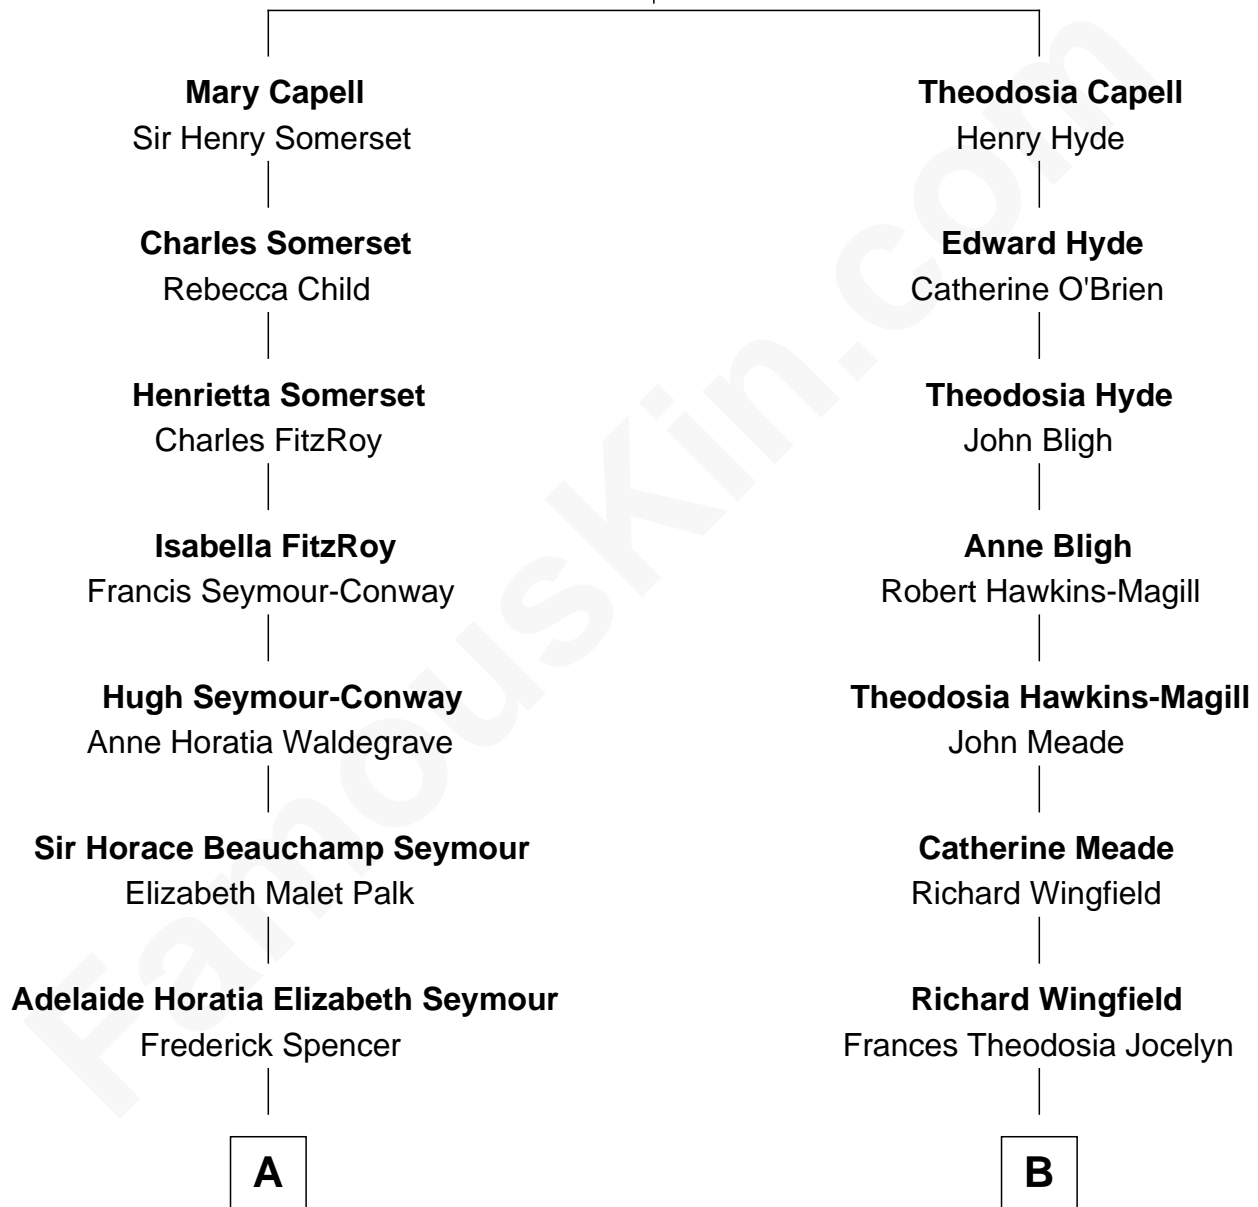 Mary Capell
Sir Henry Somerset
Charles Somerset
Rebecca Child
Henrietta Somerset
Charles FitzRoy
Isabella FitzRoy
Francis Seymour-Conway
Hugh Seymour-Conway
Anne Horatia Waldegrave
Sir Horace Beauchamp Seymour
Elizabeth Malet Palk
Adelaide Horatia Elizabeth Seymour
Frederick Spencer
A
Theodosia Capell
Henry Hyde
Edward Hyde
Catherine O'Brien
Theodosia Hyde
John Bligh
Anne Bligh
Robert Hawkins-Magill
Theodosia Hawkins-Magill
John Meade
Catherine Meade
Richard Wingfield
Richard Wingfield
Frances Theodosia Jocelyn
B
FamousKin.com